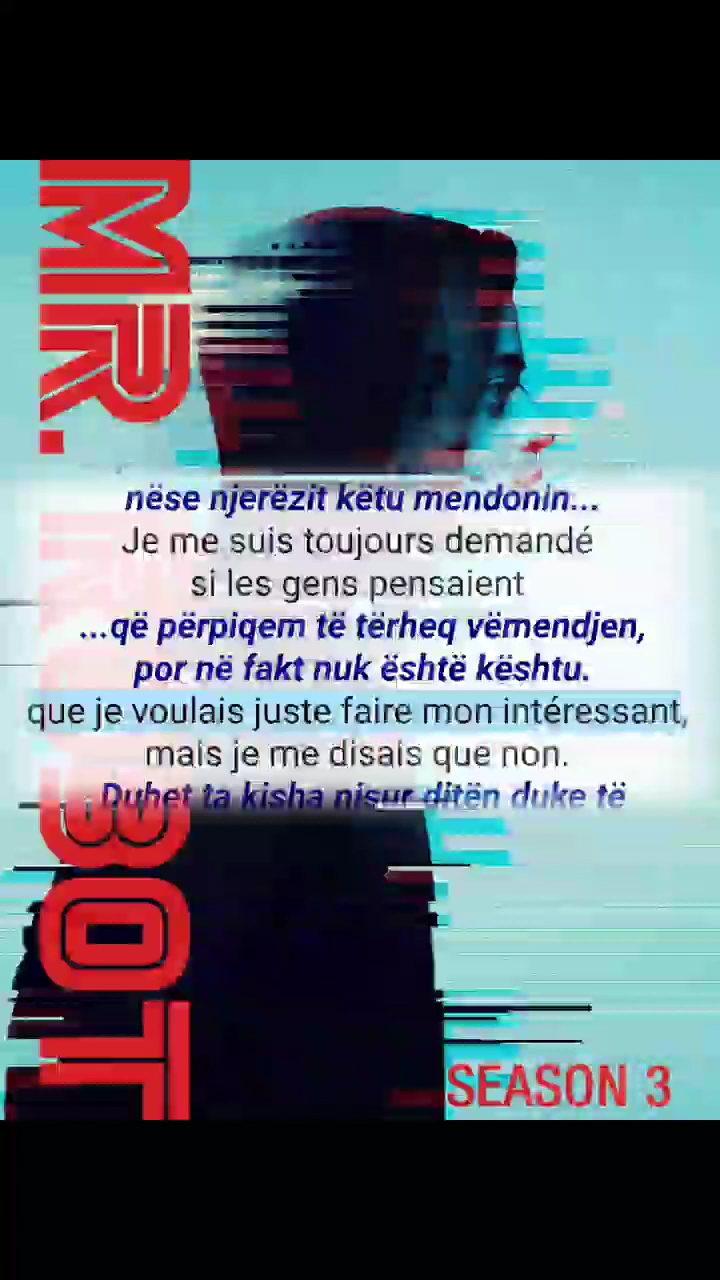 MR. ROBOT
nëse njerëzit këtu mendonin...
Je me suis toujours demandé
si les gens pensaient
...që përpiqem të tërheq vëmendjen,
por në fakt nuk është kështu.
que je voulais juste faire mon intéressant,
mais je me disais que non.
Duhet ta kisha nisur ditën duke të
SEASON 3